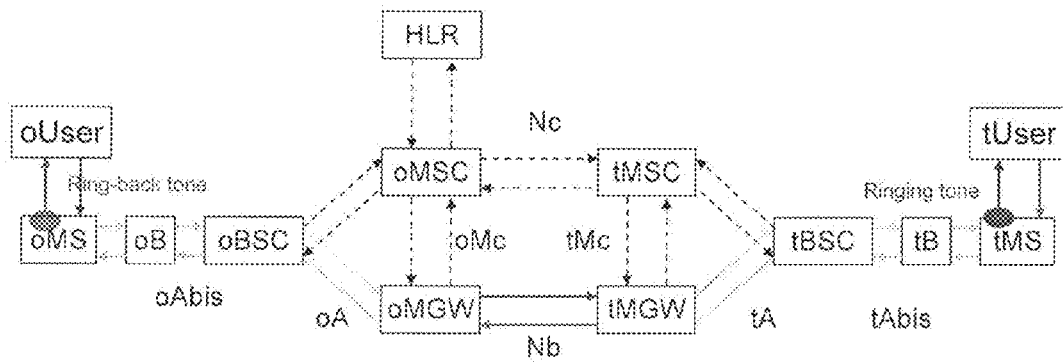 HLR
Nc
oUser
tUser
oMSC
tMSC
Ring-back tone
Ringing tone
oMS
oB
oBSC
oMc
tMc
tBSC
tB
tMS
oAbis
oA
oMGW
tMGW
tA
tAbis
Nb